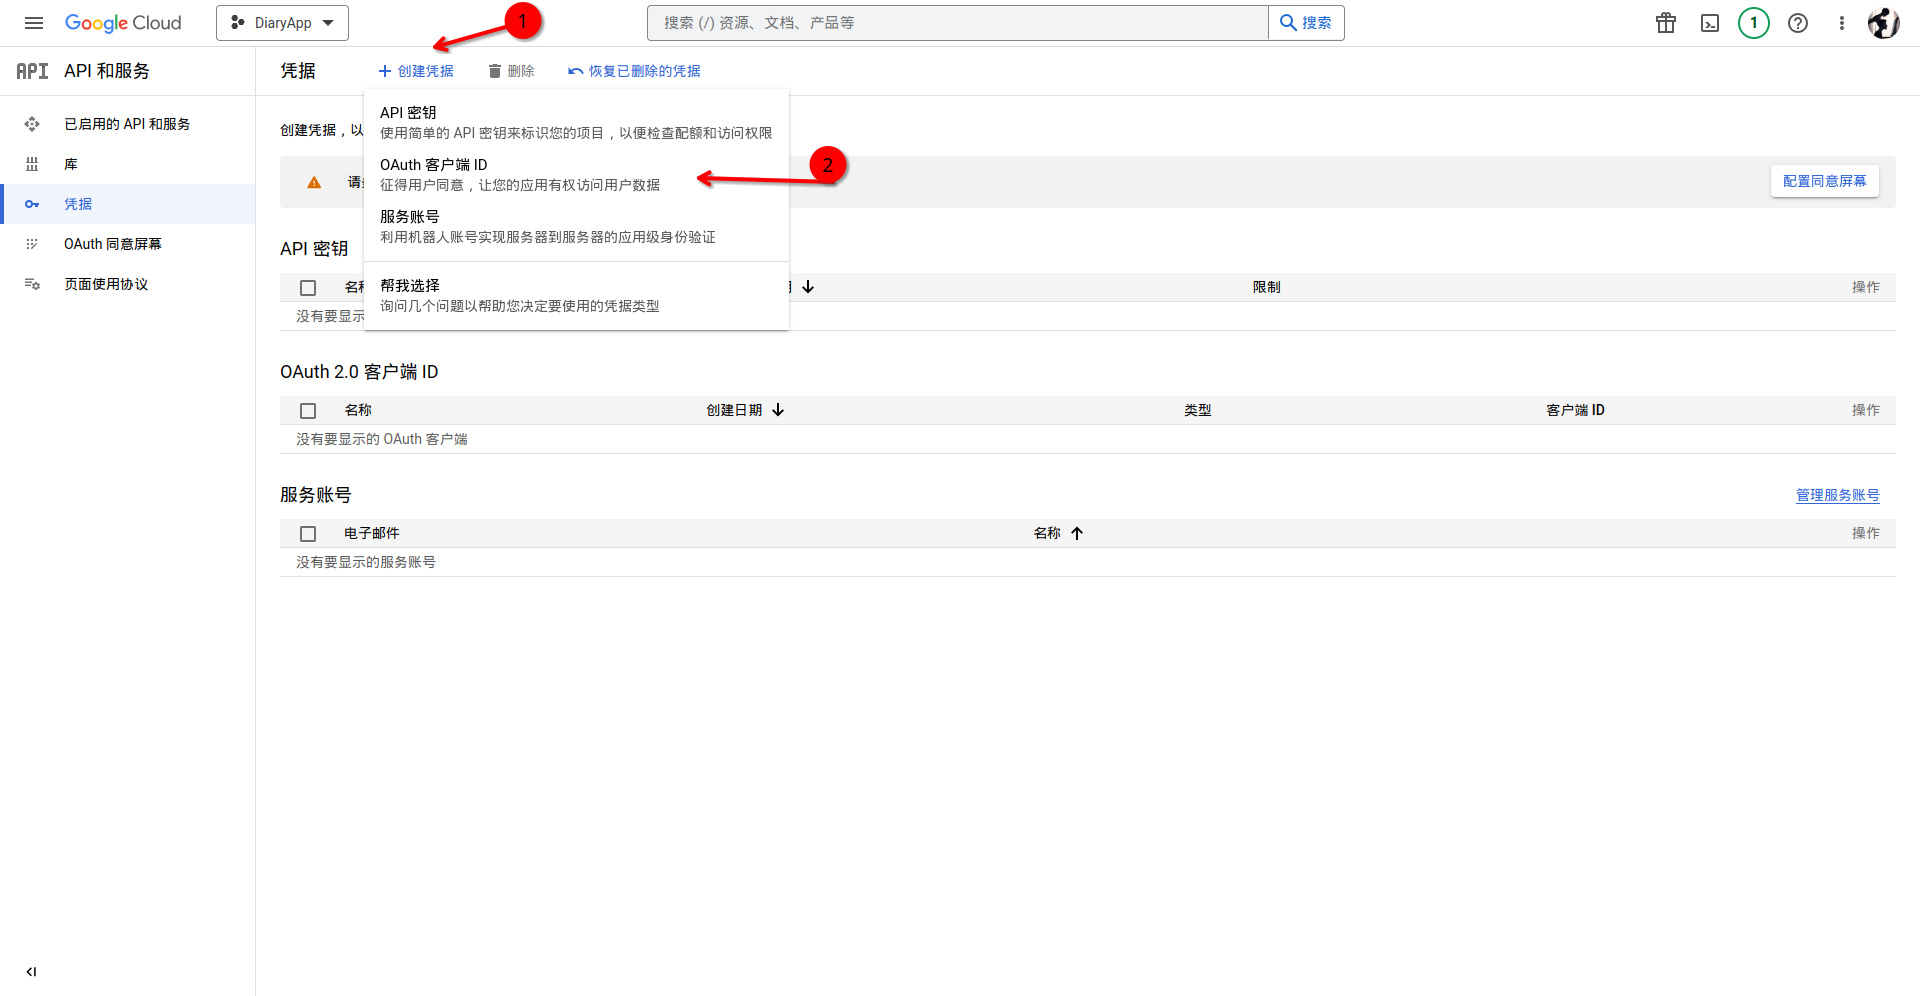 Google Cloud
DiaryApp
1
搜索 (/) 资源、文档、产品等
搜索
1
API
API 和服务
凭据
创建凭据
删除
恢复已删除的凭据
已启用的 API 和服务
库
凭据
OAuth 同意屏幕
页面使用协议
创建凭据，以
API 密钥
使用简单的 API 密钥来标识您的项目，以便检查配额和访问权限
OAuth 客户端 ID
征得用户同意，让您的应用有权访问用户数据
服务账号
利用机器人账号实现服务器到服务器的应用级身份验证
帮我选择
询问几个问题以帮助您决定要使用的凭据类型
2
请
配置同意屏幕
API 密钥
名
限制
操作
没有要显示
OAuth 2.0 客户端 ID
名称
创建日期
类型
客户端 ID
操作
没有要显示的 OAuth 客户端
服务账号
管理服务账号
电子邮件
名称
操作
没有要显示的服务账号